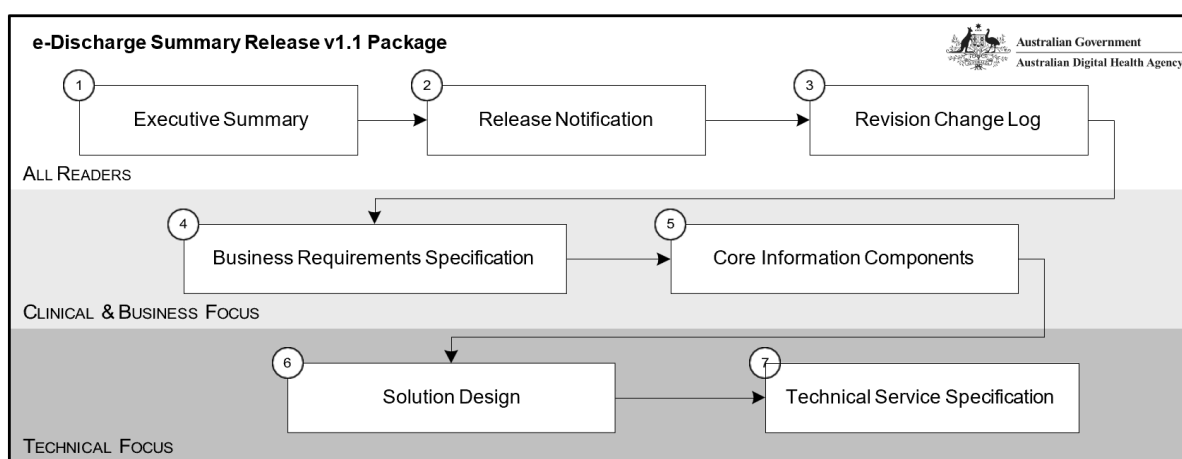 e-Discharge Summary Release v1.1 Package
Australian Government
Australian Digital Health Agency
1
2
3
Executive Summary
Release Notification
Revision Change Log
ALL READERS
4
5
Business Requirements Specification
Core Information Components
CLINICAL & BUSINESS FOCUS
6
7
Solution Design
Technical Service Specification
TECHNICAL FOCUS